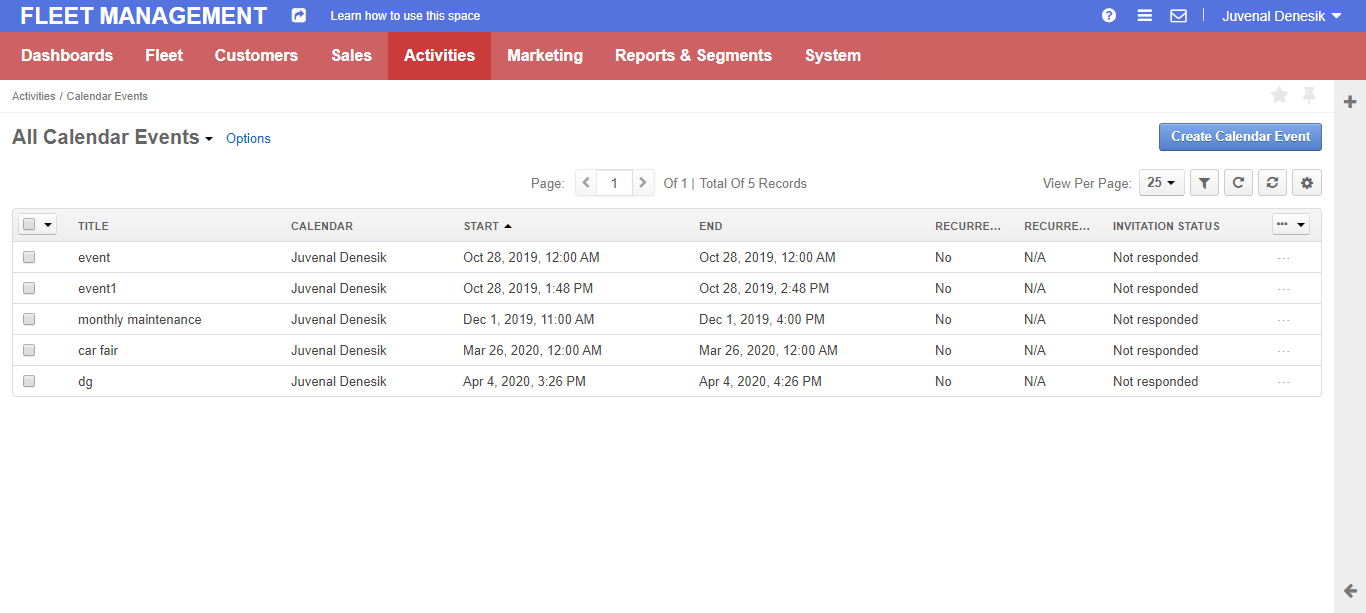 FLEET MANAGEMENT Learn how to use this space Juvenal Denesik
Dashboards Fleet Customers Sales Activities Marketing Reports & Segments System
Activities / Calendar Events
All Calendar Events Options Create Calendar Event
Page: 1 Of 1 | Total Of 5 Records View Per Page: 25
TITLE CALENDAR START END RECURRE... RECURRE... INVITATION STATUS ...
event Juvenal Denesik Oct 28, 2019, 12:00 AM Oct 28, 2019, 12:00 AM No N/A Not responded ...
event1 Juvenal Denesik Oct 28, 2019, 1:48 PM Oct 28, 2019, 2:48 PM No N/A Not responded ...
monthly maintenance Juvenal Denesik Dec 1, 2019, 11:00 AM Dec 1, 2019, 4:00 PM No N/A Not responded ...
car fair Juvenal Denesik Mar 26, 2020, 12:00 AM Mar 26, 2020, 12:00 AM No N/A Not responded ...
dg Juvenal Denesik Apr 4, 2020, 3:26 PM Apr 4, 2020, 4:26 PM No N/A Not responded ...